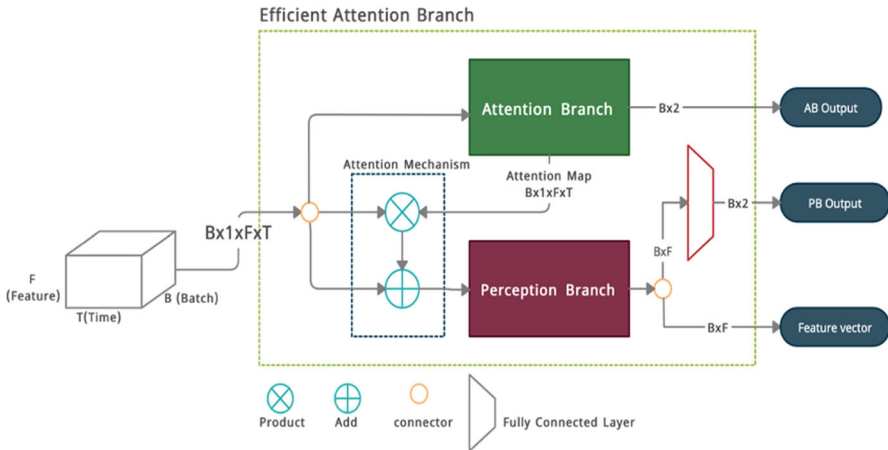 Efficient Attention Branch
Attention Branch
Bx2
AB Output
Attention Mechanism
Attention Map
Bx1xFxT
Bx2
PB Output
Bx1xFxT
BxF
F
(Feature)
B (Batch)
T(Time)
Perception Branch
BxF
Feature vector
Product
Add
connector
Fully Connected Layer